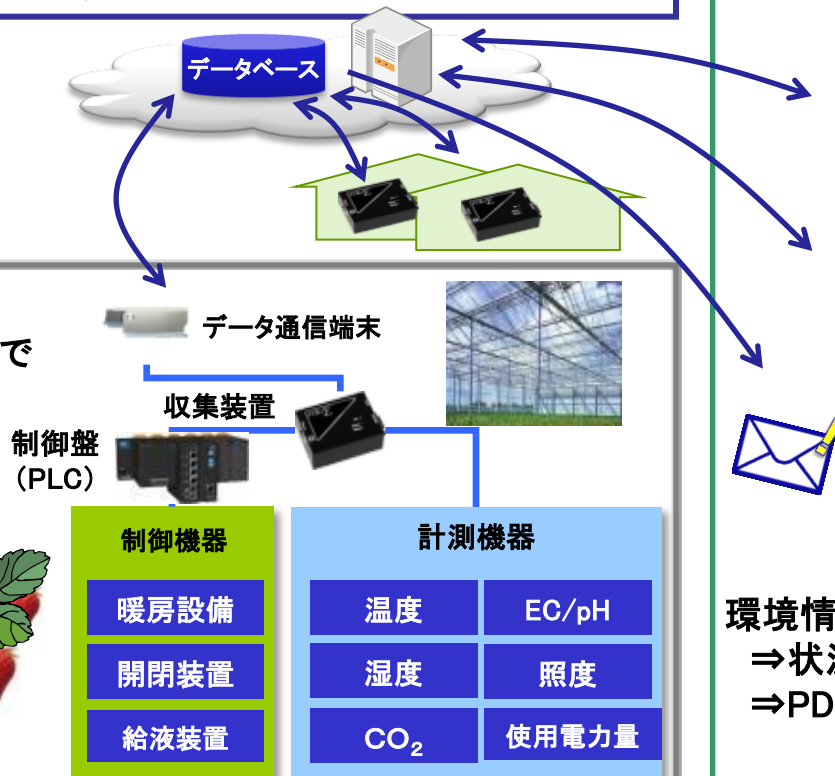 データベース
データ通信端末
で
収集装置
制御盤
（PLC）
制御機器
暖房設備
開閉装置
給液装置
計測機器
温度
EC/pH
湿度
照度
CO₂
使用電力量
環境情
⇒状
⇒PD